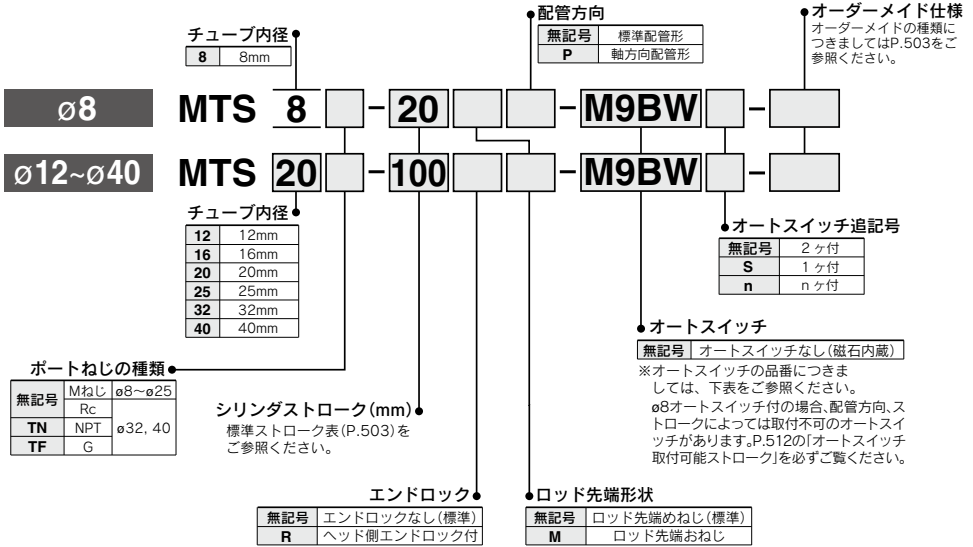 配管方向
無記号 標準配管形
P 軸方向配管形
オーダーメイド仕様
オーダーメイドの種類に
つきましてはP.503をご
参照ください。
チューブ内径
8 8mm
ø8 MTS 8 - 20 - M9BW -
ø12~ø40 MTS 20 - 100 - M9BW -
チューブ内径
12 12mm
16 16mm
20 20mm
25 25mm
32 32mm
40 40mm
オートスイッチ追記号
無記号 2ヶ付
S 1ヶ付
n nヶ付
オートスイッチ
無記号 オートスイッチなし(磁石内蔵)
※オートスイッチの品番につきま
しては、下表をご参照ください。
ø8オートスイッチ付の場合、配管方向、ス
トロークによっては取付不可のオートスイ
ッチがあります。P.512の「オートスイッチ
取付可能ストローク」を必ずご覧ください。
ポートねじの種類
無記号 Mねじ ø8~ø25
Rc ø32, 40
TN NPT
TF G
シリンダストローク(mm)
標準ストローク表(P.503)を
ご参照ください。
エンドロック
無記号 エンドロックなし(標準)
R ヘッド側エンドロック付
ロッド先端形状
無記号 ロッド先端めねじ(標準)
M ロッド先端おねじ